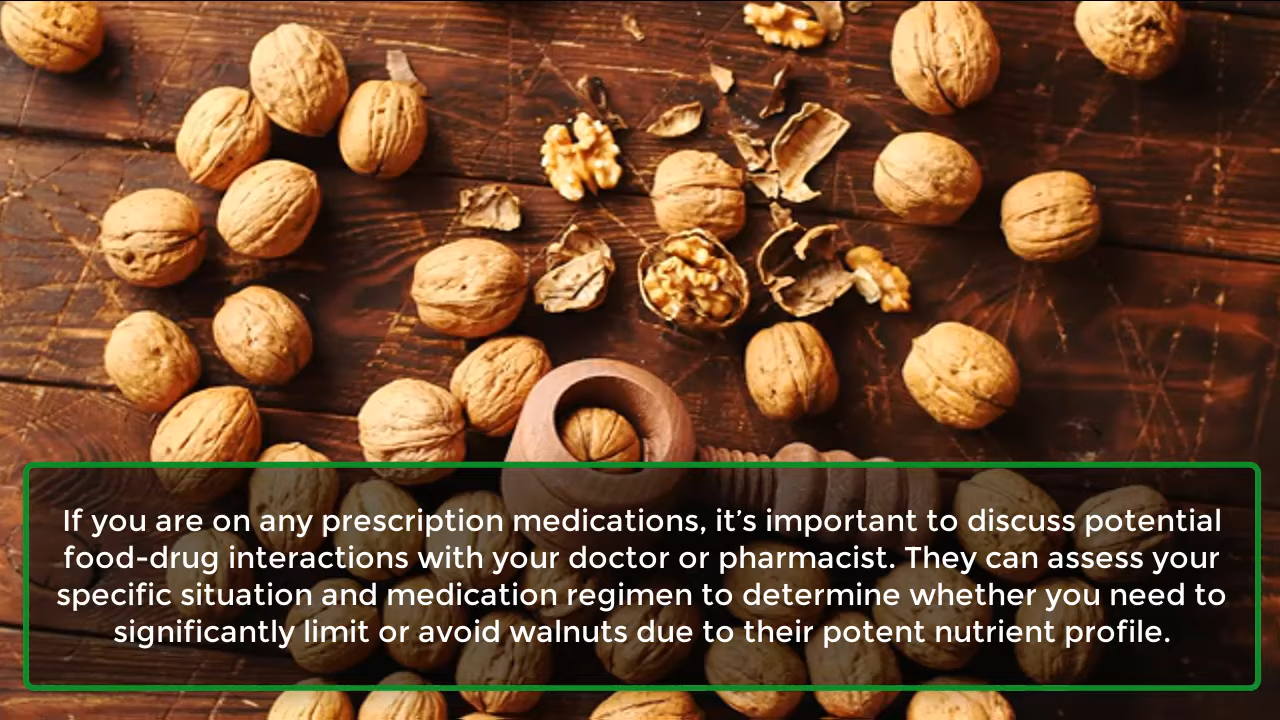 If you are on any prescription medications, it’s important to discuss potential
food-drug interactions with your doctor or pharmacist. They can assess your
specific situation and medication regimen to determine whether you need to
significantly limit or avoid walnuts due to their potent nutrient profile.